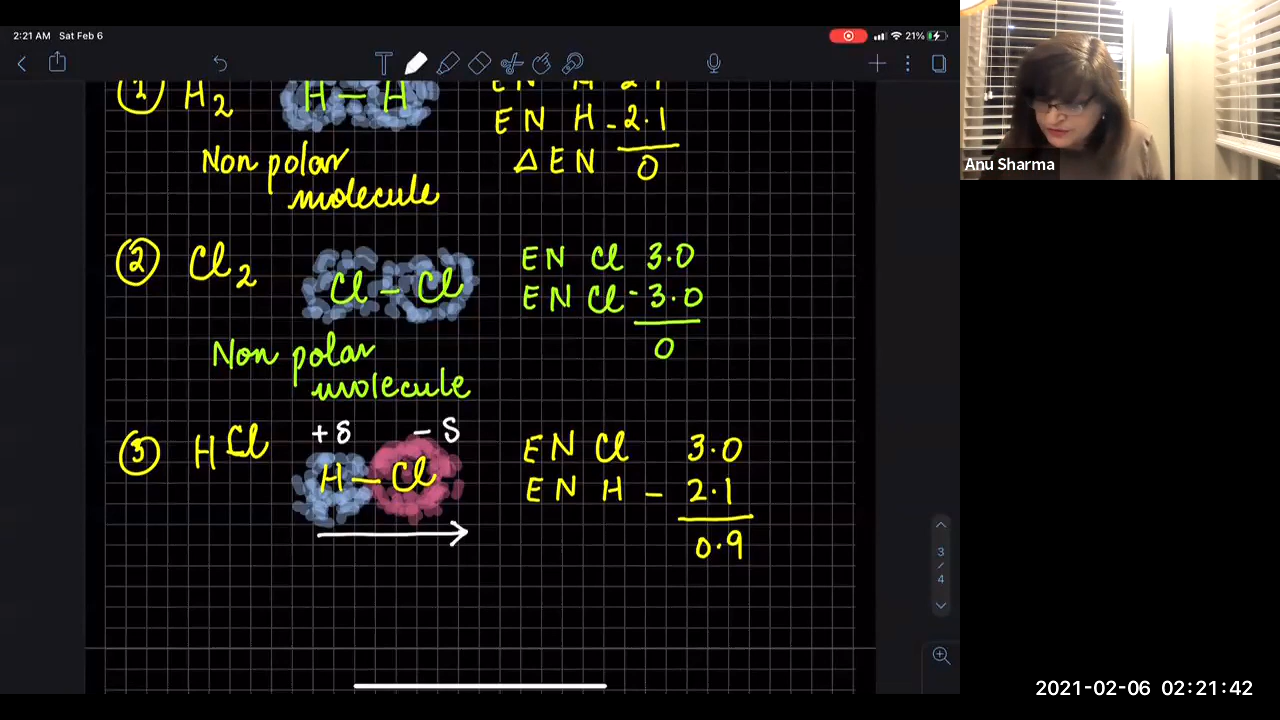 2:21 AM Sat Feb 6
21%
T
Anu Sharma
① H2 H – H
EN H - 2.1
Non polar
molecule
Δ EN 0
② Cl2 Cl – Cl
EN Cl 3.0
EN Cl - 3.0
0
Non polar
molecule
③ HCl
+δ -δ
H – Cl
EN Cl 3.0
EN H - 2.1
0.9
3
/
4
2021-02-06 02:21:42